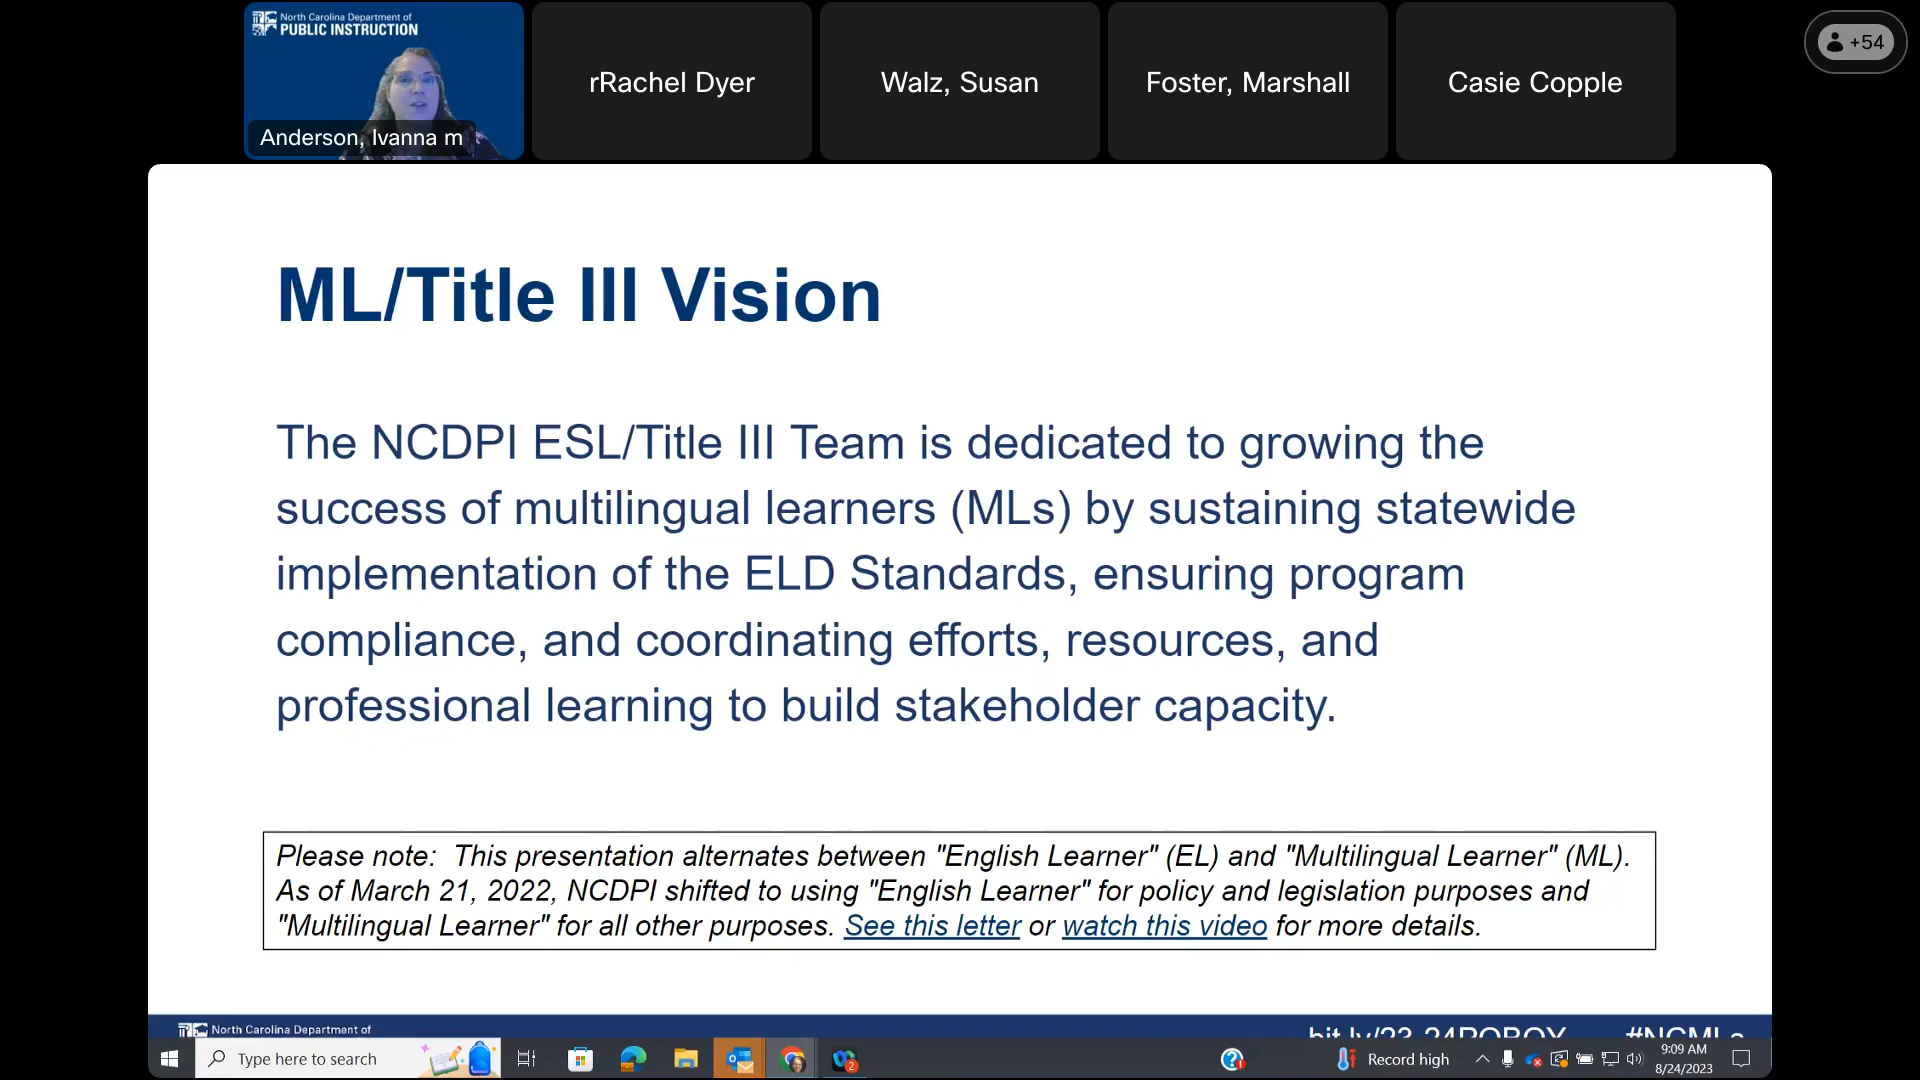 North Carolina Department of
PUBLIC INSTRUCTION
Anderson, Ivanna m
rRachel Dyer
Walz, Susan
Foster, Marshall
Casie Copple
+54
ML/Title III Vision
The NCDPI ESL/Title III Team is dedicated to growing the
success of multilingual learners (MLs) by sustaining statewide
implementation of the ELD Standards, ensuring program
compliance, and coordinating efforts, resources, and
professional learning to build stakeholder capacity.
Please note:  This presentation alternates between "English Learner" (EL) and "Multilingual Learner" (ML).
As of March 21, 2022, NCDPI shifted to using "English Learner" for policy and legislation purposes and
"Multilingual Learner" for all other purposes. See this letter or watch this video for more details.
North Carolina Department of
Type here to search
2
Record high
9:09 AM
8/24/2023